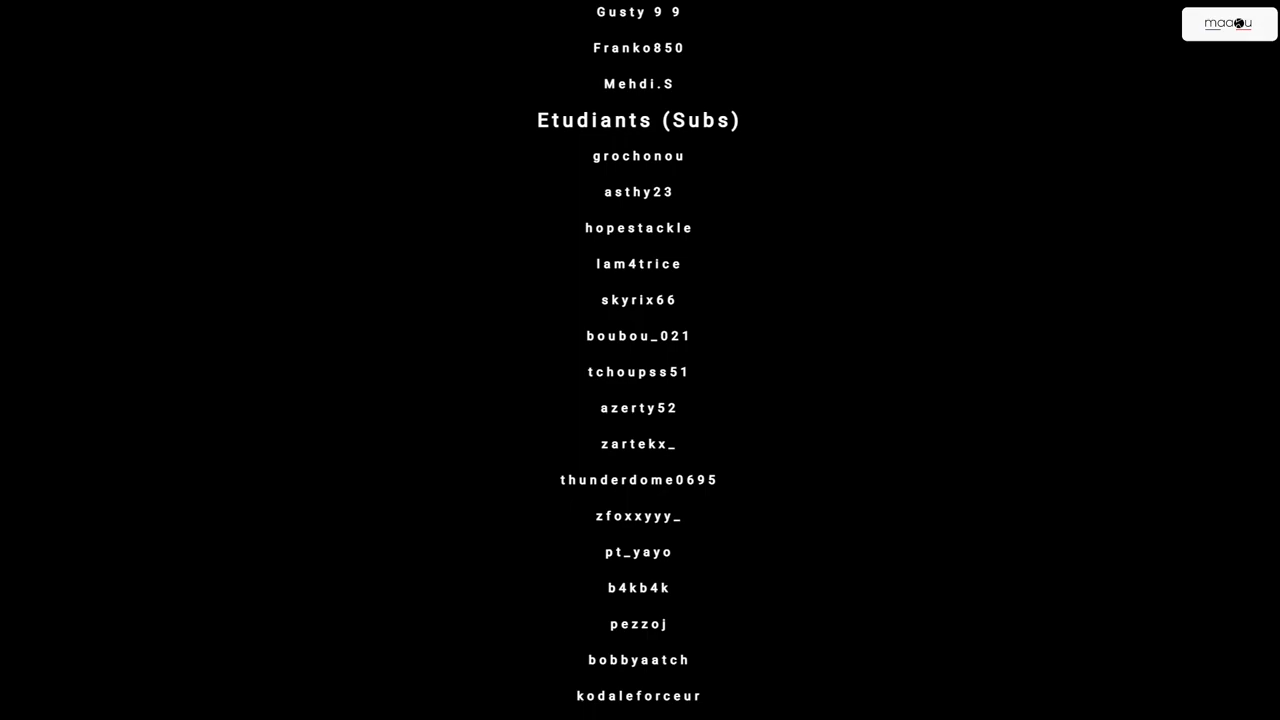 Gusty 9 9
maaKu
Franko850
Mehdi.S
Etudiants (Subs)
grochonou
asthy23
hopestackle
lam4trice
skyrix66
boubou_021
tchoupss51
azerty52
zartekx_
thunderdome0695
zfoxxyyy_
pt_yayo
b4kb4k
pezzoj
bobbyaatch
kodaleforceur